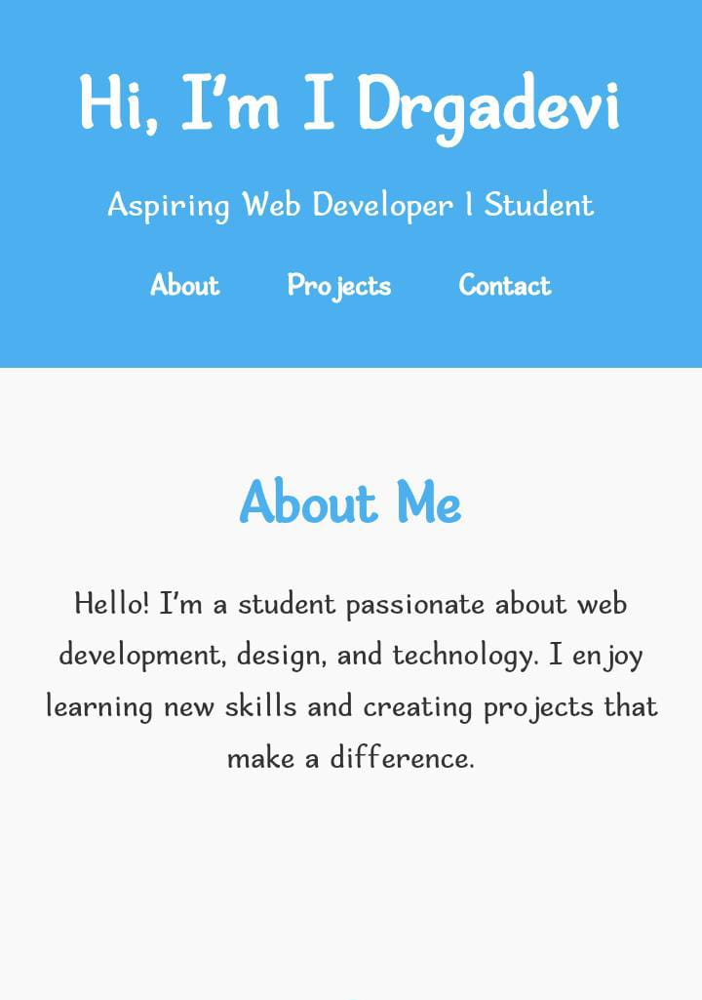 Hi, I'm I Drgadevi
Aspiring Web Developer | Student
About Projects Contact
About Me
Hello! I'm a student passionate about web
development, design, and technology. I enjoy
learning new skills and creating projects that
make a difference.